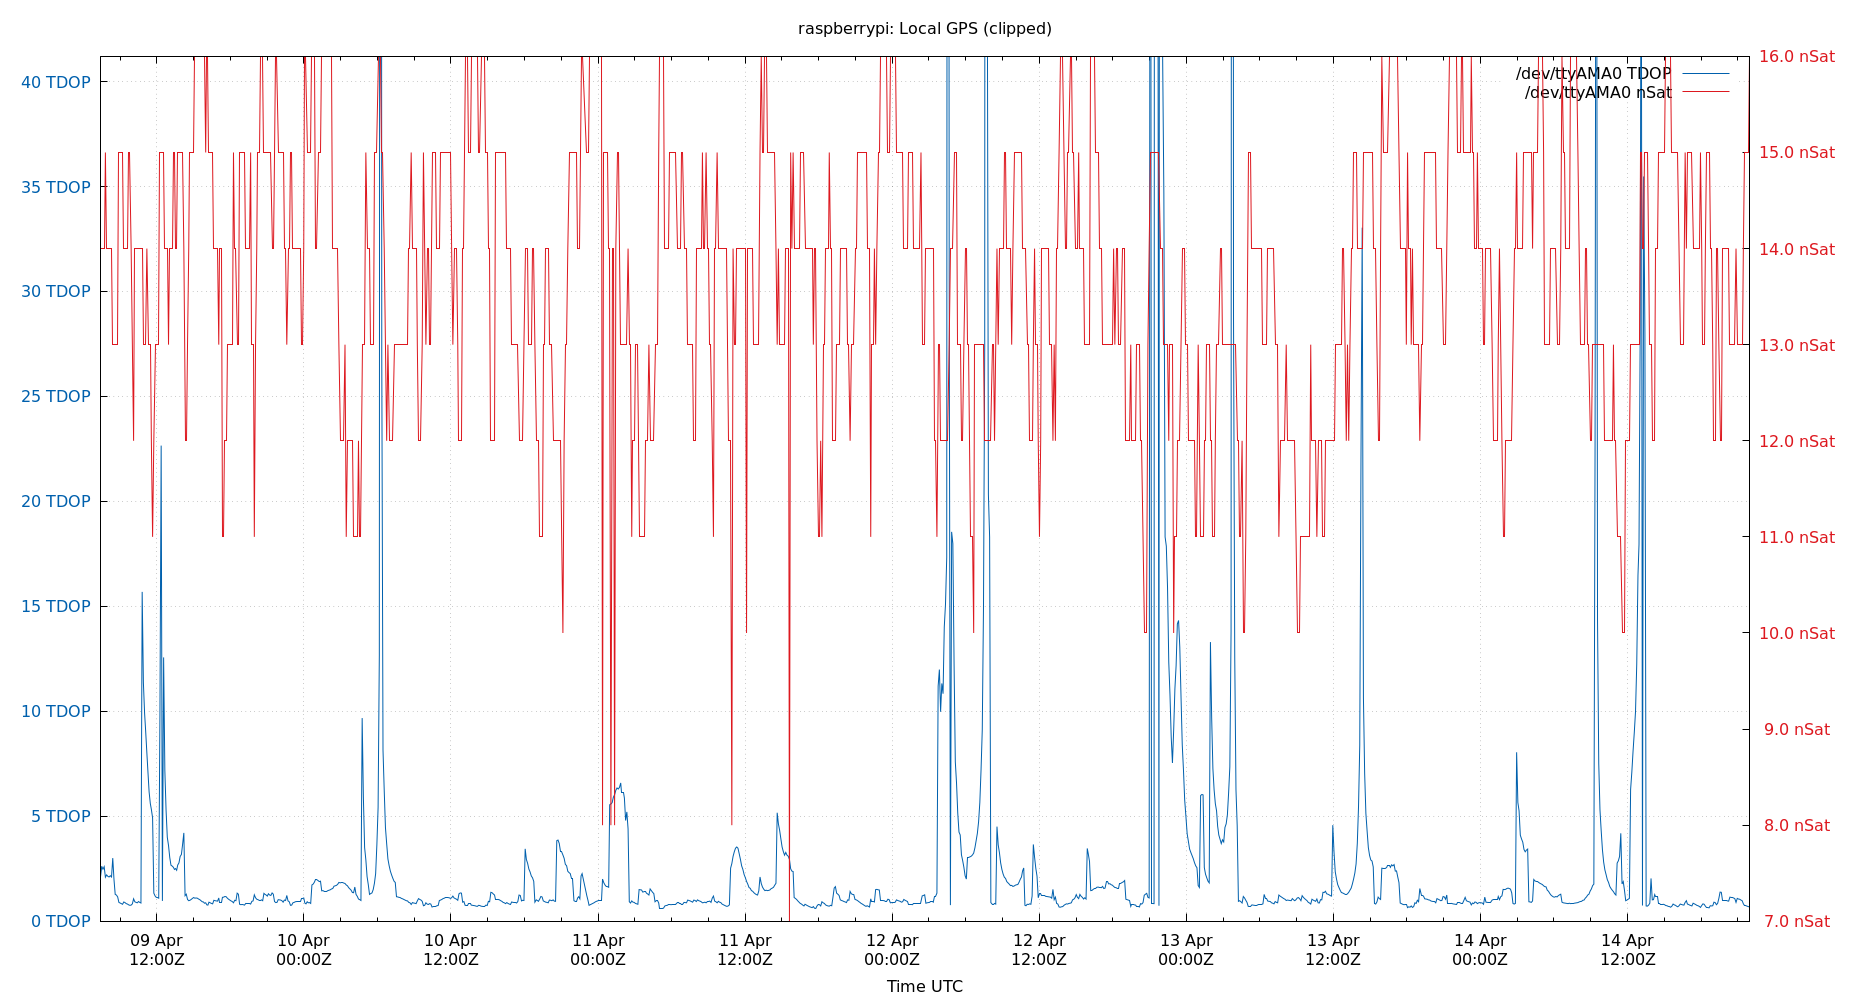 raspberrypi: Local GPS (clipped)
40 TDOP
35 TDOP
30 TDOP
25 TDOP
20 TDOP
15 TDOP
10 TDOP
5 TDOP
0 TDOP
/dev/ttyAMA0 TDOP
/dev/ttyAMA0 nSat
16.0 nSat
15.0 nSat
14.0 nSat
13.0 nSat
12.0 nSat
11.0 nSat
10.0 nSat
9.0 nSat
8.0 nSat
7.0 nSat
09 Apr 10 Apr 10 Apr 11 Apr 11 Apr 12 Apr 12 Apr 13 Apr 13 Apr 14 Apr 14 Apr
12:00Z 00:00Z 12:00Z 00:00Z 12:00Z 00:00Z 12:00Z 00:00Z 12:00Z 00:00Z 12:00Z
Time UTC